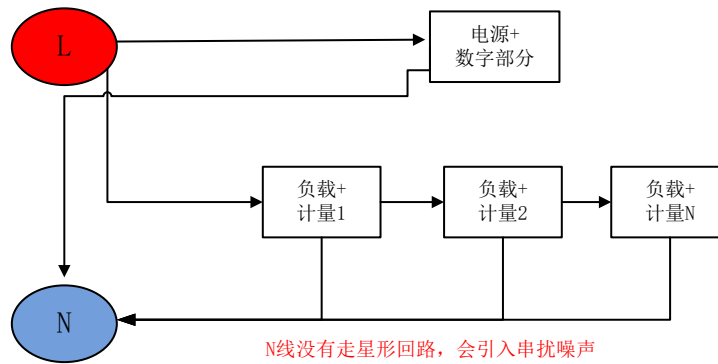 L
电源+
数字部分
负载+
计量1
负载+
计量2
负载+
计量N
N
N线没有走星形回路，会引入串扰噪声